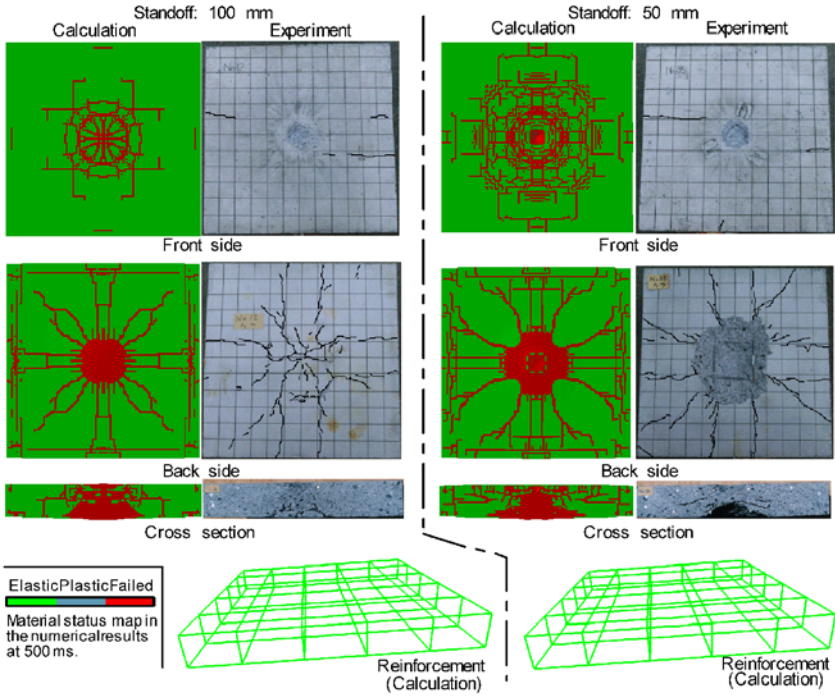 Standoff: 100 mm
Calculation
Experiment
Front side
Back side
Cross section
Standoff: 50 mm
Calculation
Experiment
Front side
Back side
Cross section
ElasticPlasticFailed
Material status map in
the numericalresults
at 500 ms.
Reinforcement
(Calculation)
Reinforcement
(Calculation)